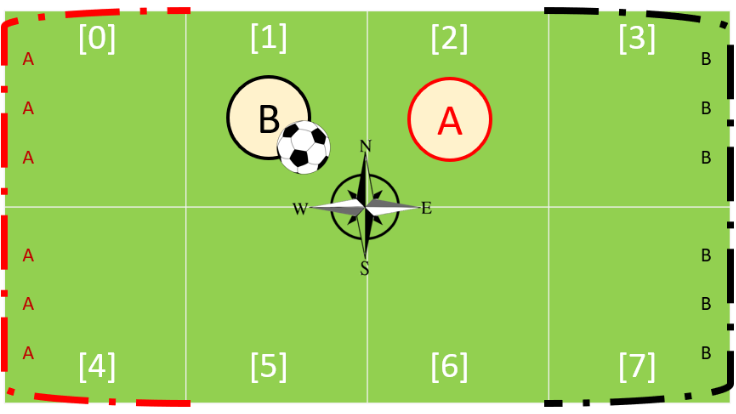 [0] [1] [2] [3]
A B
A B A B
A B
N
W E
S
A B
A B
A B
[4] [5] [6] [7]